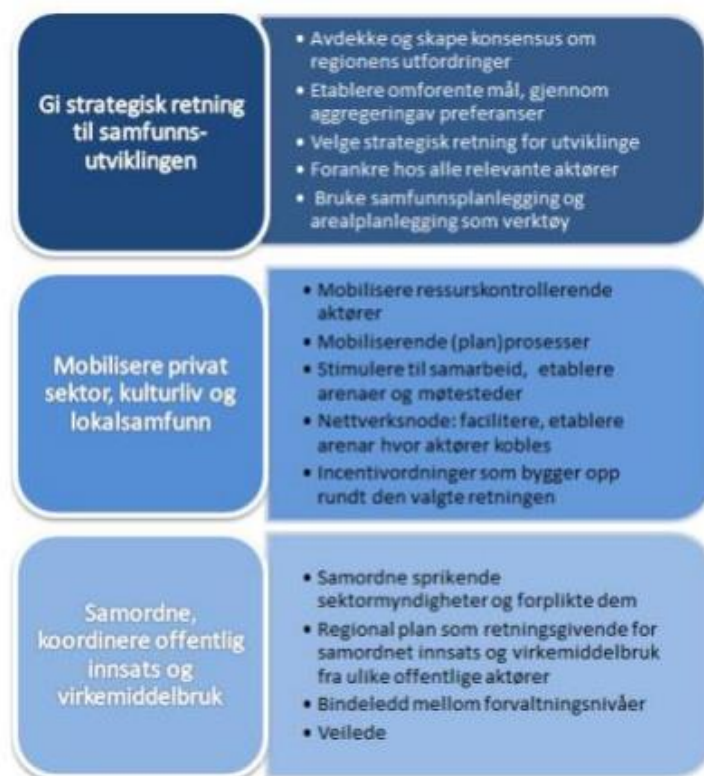 Gi strategisk retning
til samfunns-
utviklingen
• Avdekke og skape konsensus om
regionens utfordringer
• Etablere omforente mål, gjennom
aggregeringav preferanser
• Velge strategisk retning for utviklinge
• Forankre hos alle relevante aktører
• Bruke samfunnsplanlegging og
arealplanlegging som verktøy
Mobilisere privat
sektor, kulturliv og
lokalsamfunn
• Mobilisere ressurskontrollerende
aktører
• Mobiliserende (plan)prosesser
• Stimulere til samarbeid, etablere
arenaer og møtesteder
• Nettverksnode: facilitere, etablere
arenar hvor aktører kobles
• Incentivordninger som bygger opp
rundt den valgte retningen
Samordne,
koordinere offentlig
innsats og
virkemiddelbruk
• Samordne sprikende
sektormyndigheter og forplikte dem
• Regional plan som retningsgivende for
samordnet innsats og virkemiddelbruk
fra ulike offentlige aktører
• Bindeledd mellom forvaltningsnivåer
• Veilede